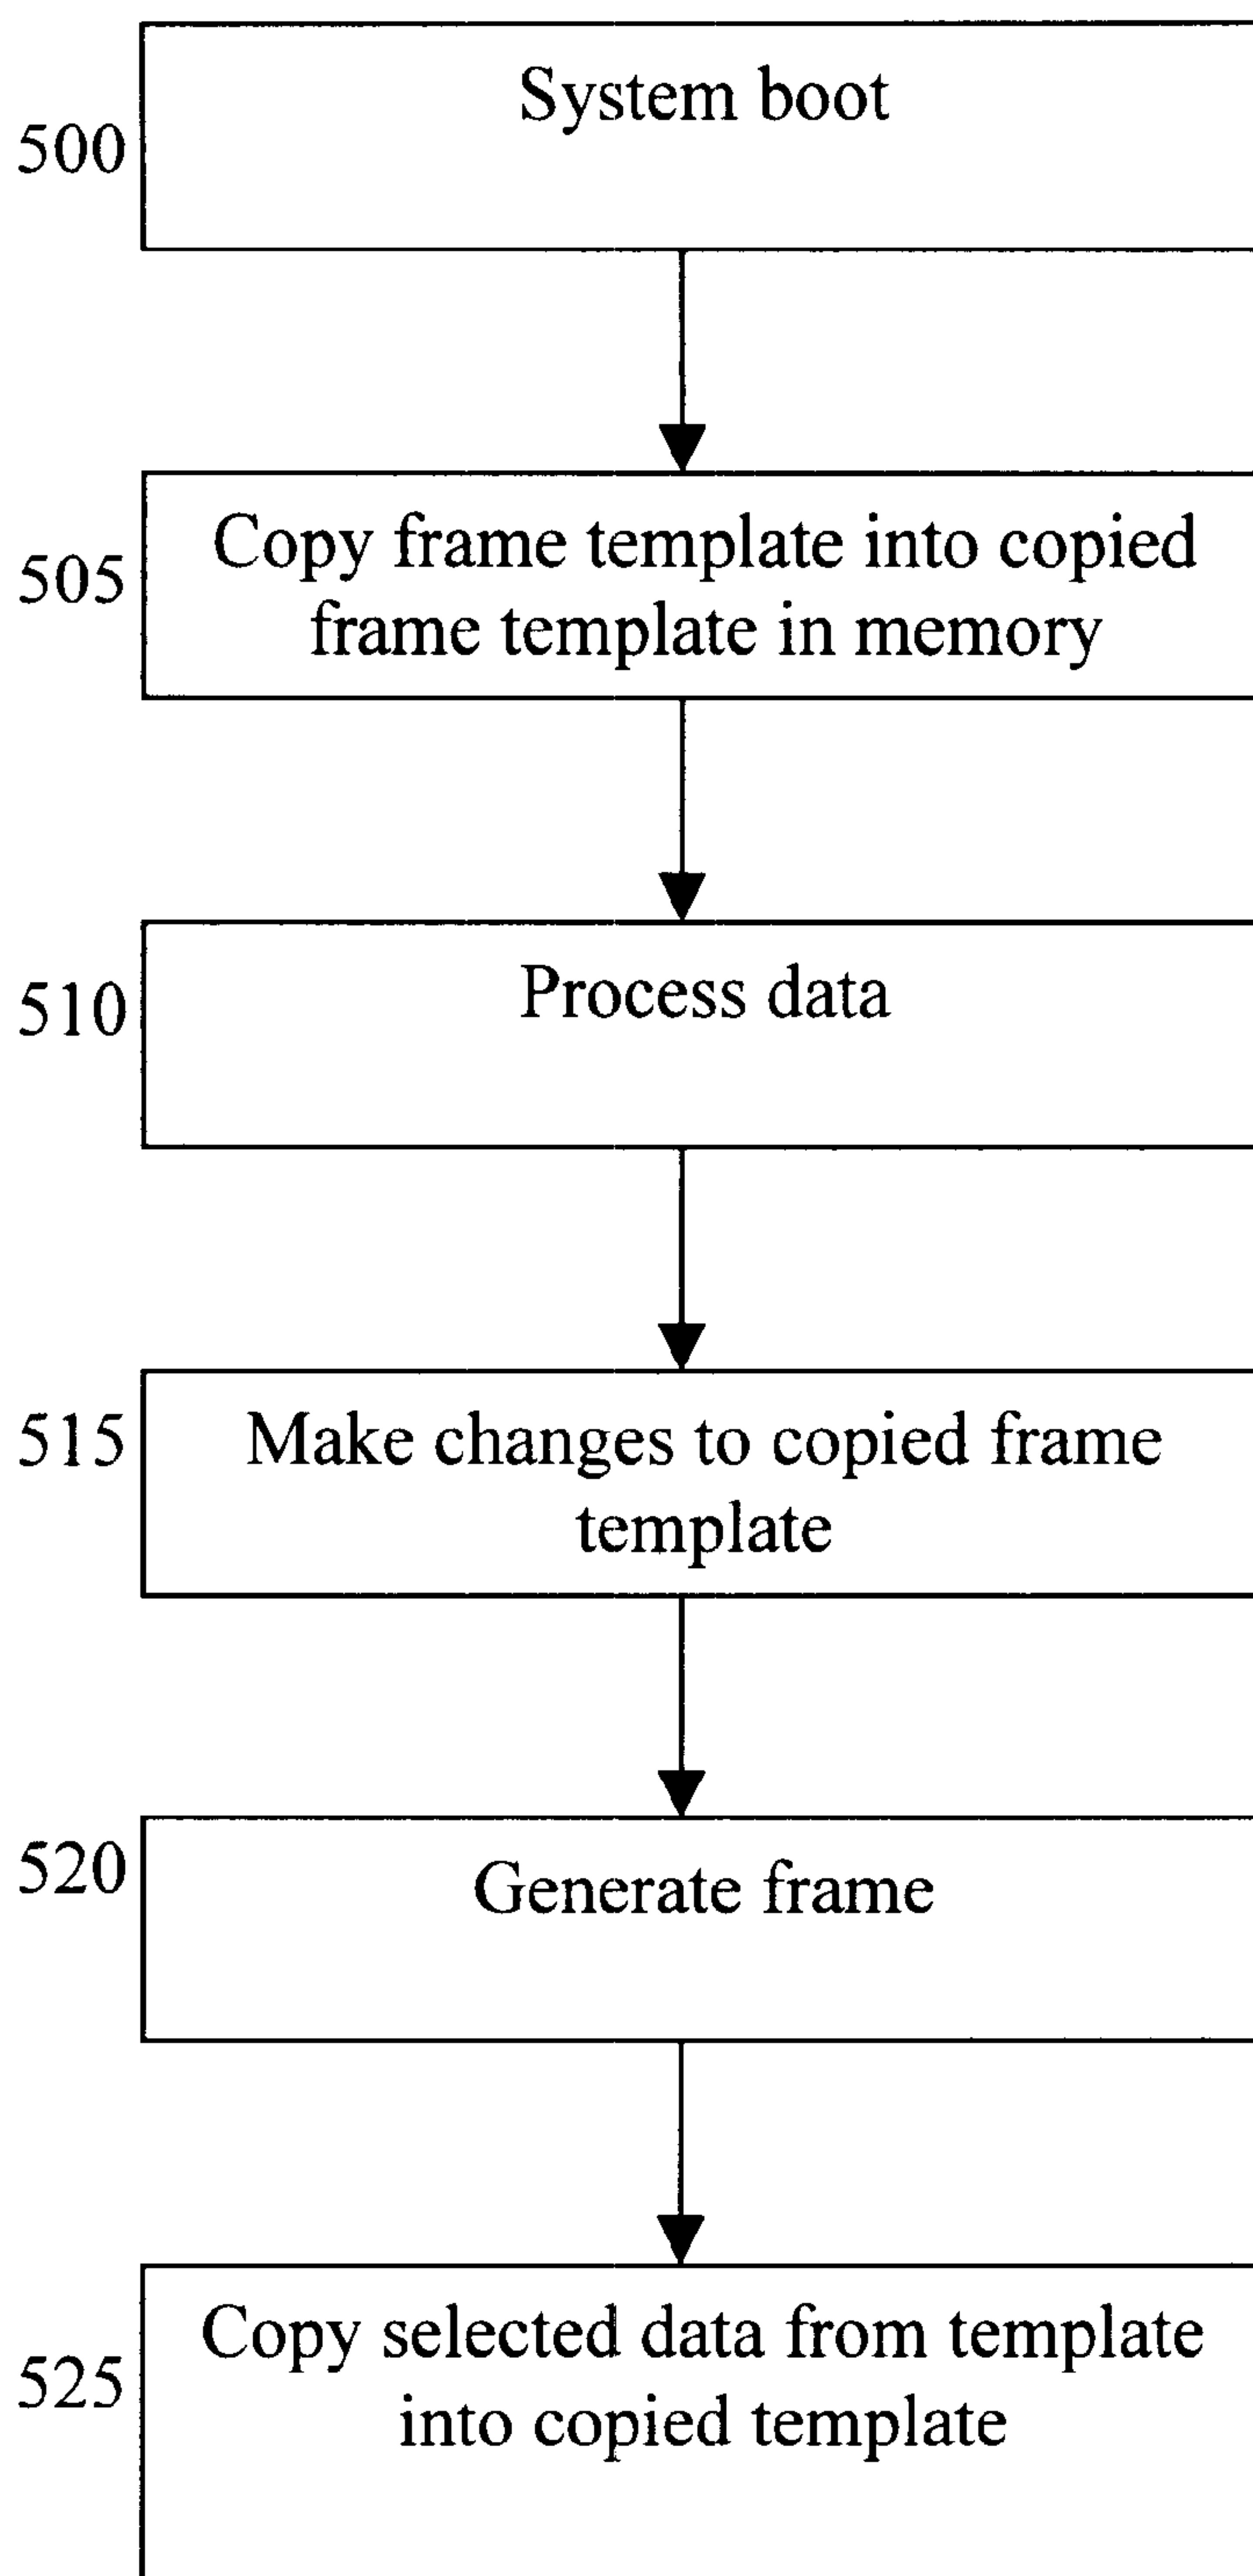 System boot
500
Copy frame template into copied
505
frame template in memory
Process data
510
515
Make changes to copied frame
template
520
Generate frame
Copy selected data from template
525
into copied template